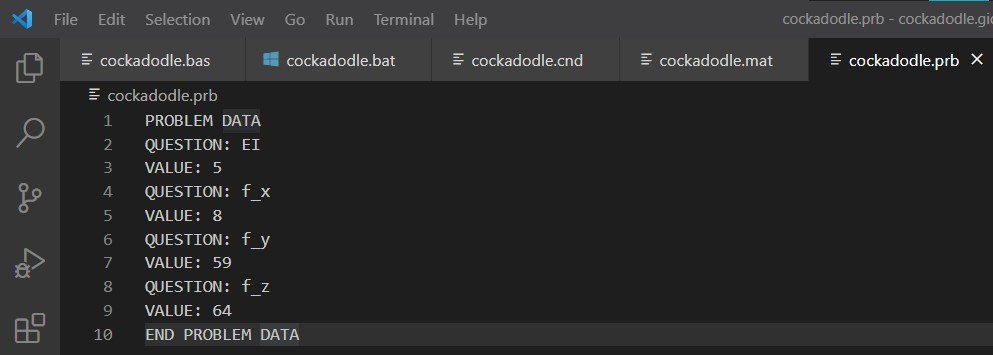 File Edit Selection View Go Run Terminal Help cockadodle.prb - cockadodle.gid
cockadodle.bas cockadodle.bat cockadodle.cnd cockadodle.mat cockadodle.prb
cockadodle.prb
1 PROBLEM DATA
2 QUESTION: EI
3 VALUE: 5
4 QUESTION: f_x
5 VALUE: 8
6 QUESTION: f_y
7 VALUE: 59
8 QUESTION: f_z
9 VALUE: 64
10 END PROBLEM DATA